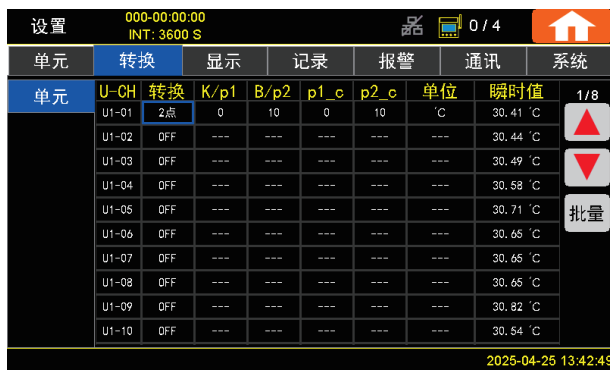 设置 000-00:00:00 0 / 4
INT: 3600 S
单元 转换 显示 记录 报警 通讯 系统
单元 U-CH 转换 K/p1 B/p2 p1_c p2_c 单位 瞬时值 1/8
U1-01 2点 0 10 0 10 ℃ 30.41 ℃
U1-02 OFF --- --- --- --- --- 30.44 ℃
U1-03 OFF --- --- --- --- --- 30.49 ℃
U1-04 OFF --- --- --- --- --- 30.58 ℃
U1-05 OFF --- --- --- --- --- 30.71 ℃ 批量
U1-06 OFF --- --- --- --- --- 30.65 ℃
U1-07 OFF --- --- --- --- --- 30.65 ℃
U1-08 OFF --- --- --- --- --- 30.65 ℃
U1-09 OFF --- --- --- --- --- 30.82 ℃
U1-10 OFF --- --- --- --- --- 30.54 ℃
2025-04-25 13:42:49